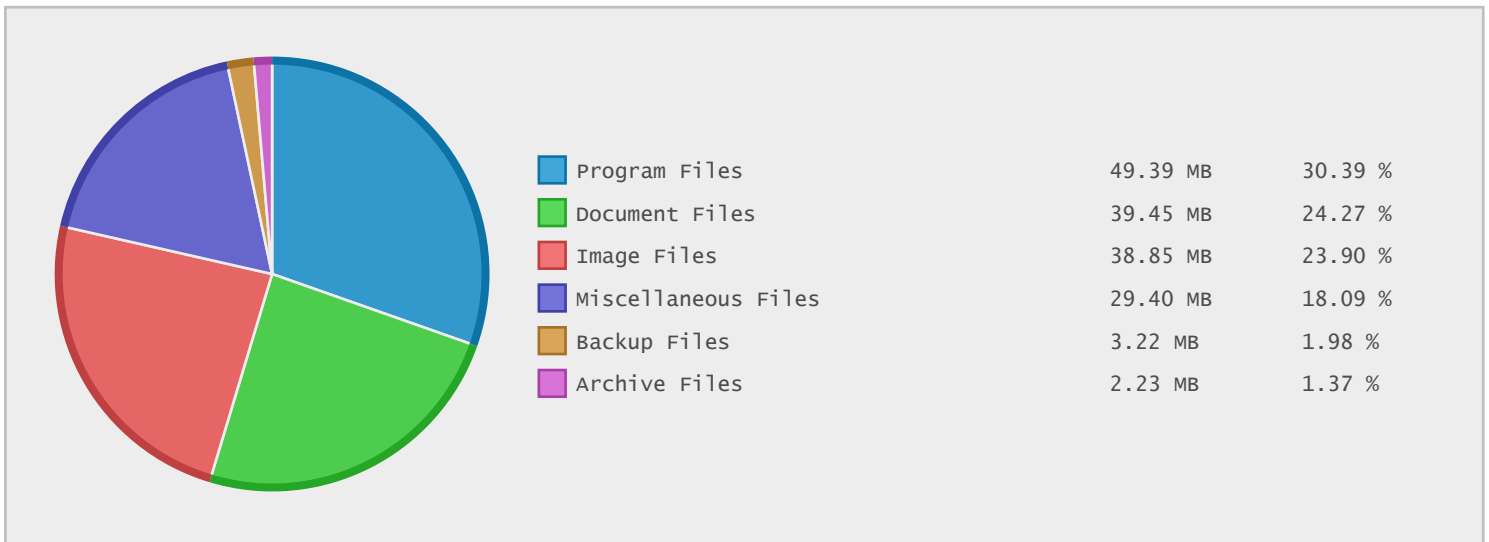 Program Files 49.39 MB 30.39 %
Document Files 39.45 MB 24.27 %
Image Files 38.85 MB 23.90 %
Miscellaneous Files 29.40 MB 18.09 %
Backup Files 3.22 MB 1.98 %
Archive Files 2.23 MB 1.37 %